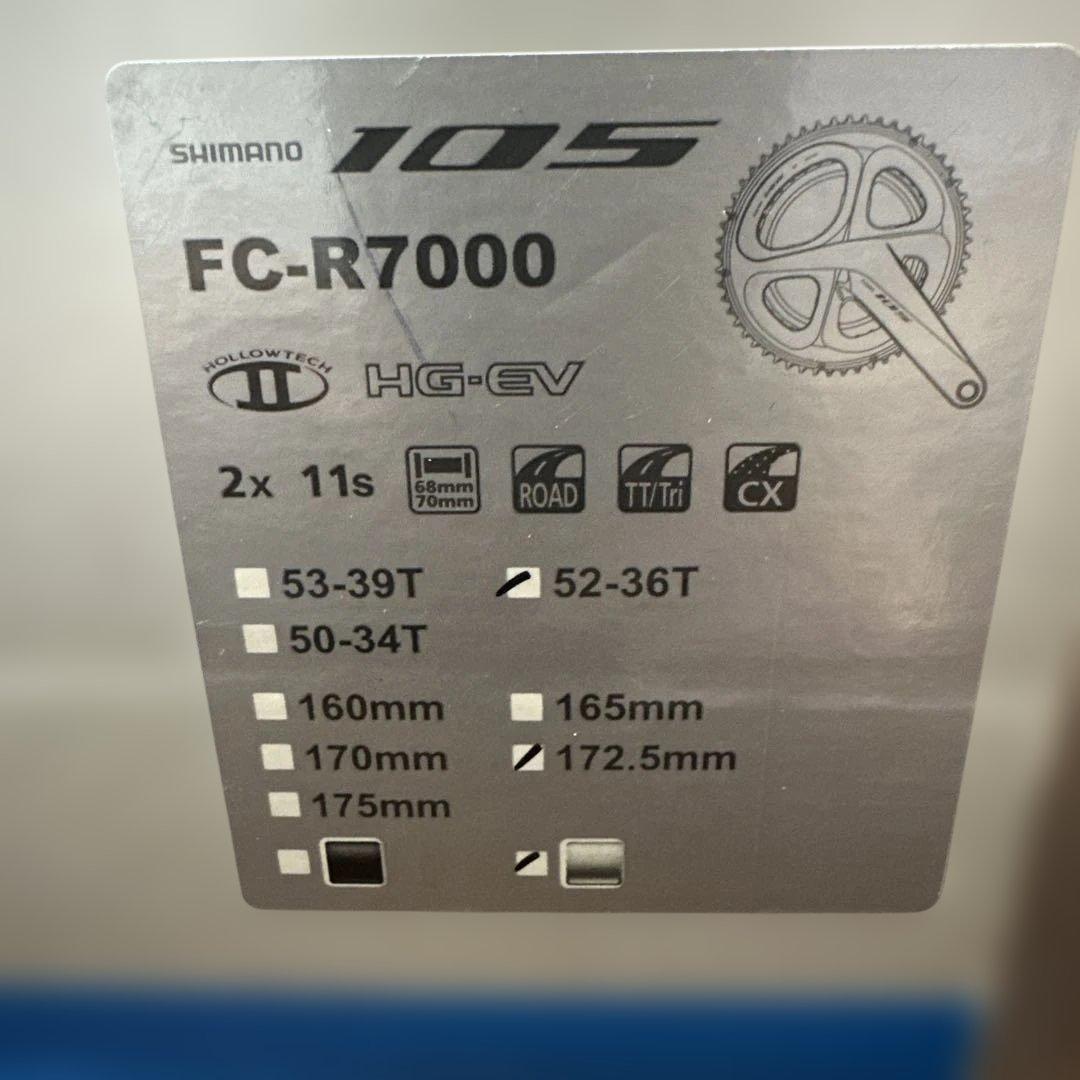 SHIMANO 105
FC-R7000
105
HOLLOWTECH II HG-EV
2x 11s 68mm 70mm ROAD TT/Tri CX
53-39T 52-36T
50-34T
160mm 165mm
170mm 172.5mm
175mm